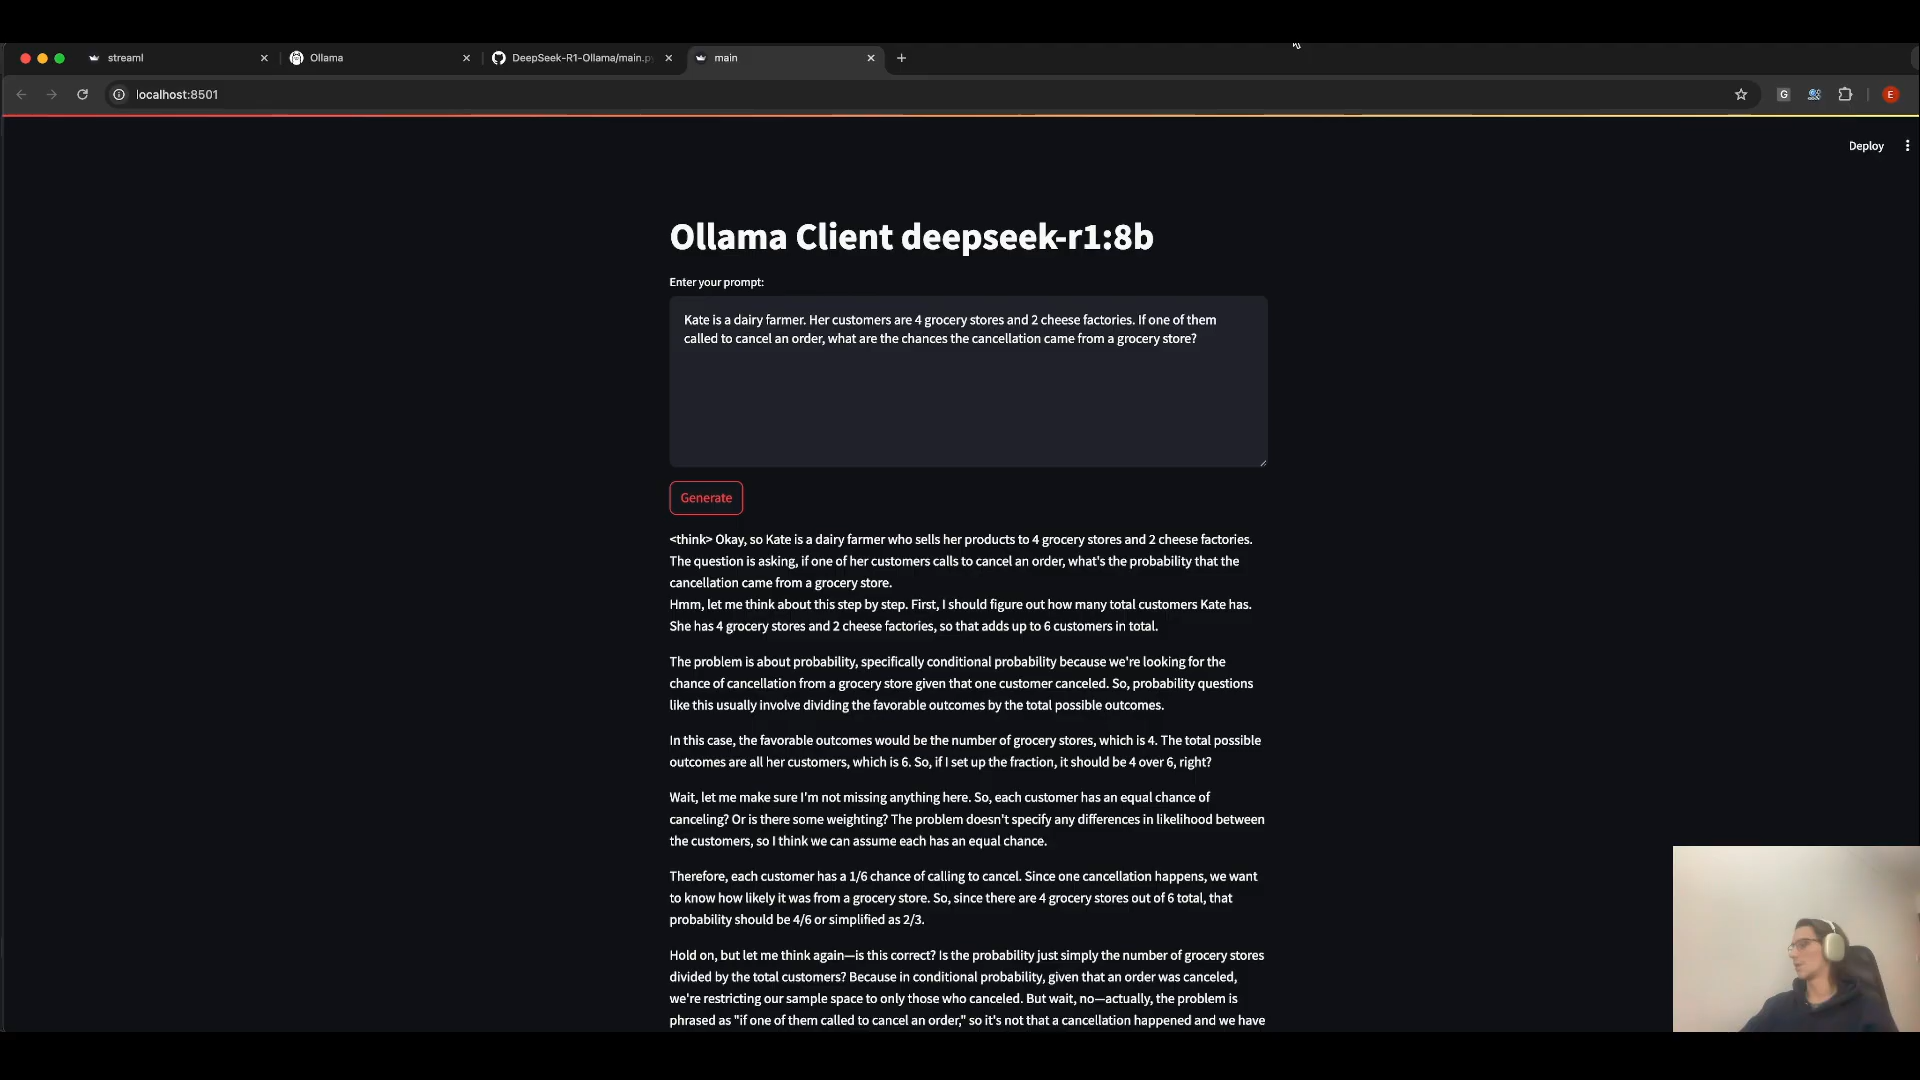 streaml
Ollama
DeepSeek-R1-Ollama/main.py
main
localhost:8501
G
E
Deploy
Ollama Client deepseek-r1:8b
Enter your prompt:
Kate is a dairy farmer. Her customers are 4 grocery stores and 2 cheese factories. If one of them
called to cancel an order, what are the chances the cancellation came from a grocery store?
Generate
<think> Okay, so Kate is a dairy farmer who sells her products to 4 grocery stores and 2 cheese factories.
The question is asking, if one of her customers calls to cancel an order, what's the probability that the
cancellation came from a grocery store.
Hmm, let me think about this step by step. First, I should figure out how many total customers Kate has.
She has 4 grocery stores and 2 cheese factories, so that adds up to 6 customers in total.
The problem is about probability, specifically conditional probability because we're looking for the
chance of cancellation from a grocery store given that one customer canceled. So, probability questions
like this usually involve dividing the favorable outcomes by the total possible outcomes.
In this case, the favorable outcomes would be the number of grocery stores, which is 4. The total possible
outcomes are all her customers, which is 6. So, if I set up the fraction, it should be 4 over 6, right?
Wait, let me make sure I'm not missing anything here. So, each customer has an equal chance of
canceling? Or is there some weighting? The problem doesn't specify any differences in likelihood between
the customers, so I think we can assume each has an equal chance.
Therefore, each customer has a 1/6 chance of calling to cancel. Since one cancellation happens, we want
to know how likely it was from a grocery store. So, since there are 4 grocery stores out of 6 total, that
probability should be 4/6 or simplified as 2/3.
Hold on, but let me think again—is this correct? Is the probability just simply the number of grocery stores
divided by the total customers? Because in conditional probability, given that an order was canceled,
we're restricting our sample space to only those who canceled. But wait, no—actually, the problem is
phrased as "if one of them called to cancel an order," so it's not that a cancellation happened and we have